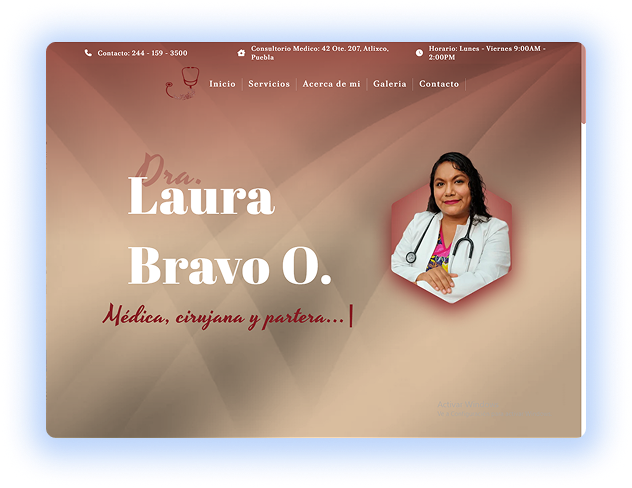 Contacto: 244 - 159 - 3500
Consultorio Medico: 42 Ote. 207, Atlixco,
Puebla
Horario: Lunes - Viernes 9:00AM -
2:00PM
Inicio
Servicios
Acerca de mi
Galeria
Contacto
Dra.
Laura
Bravo O.
Médica, cirujana y partera...